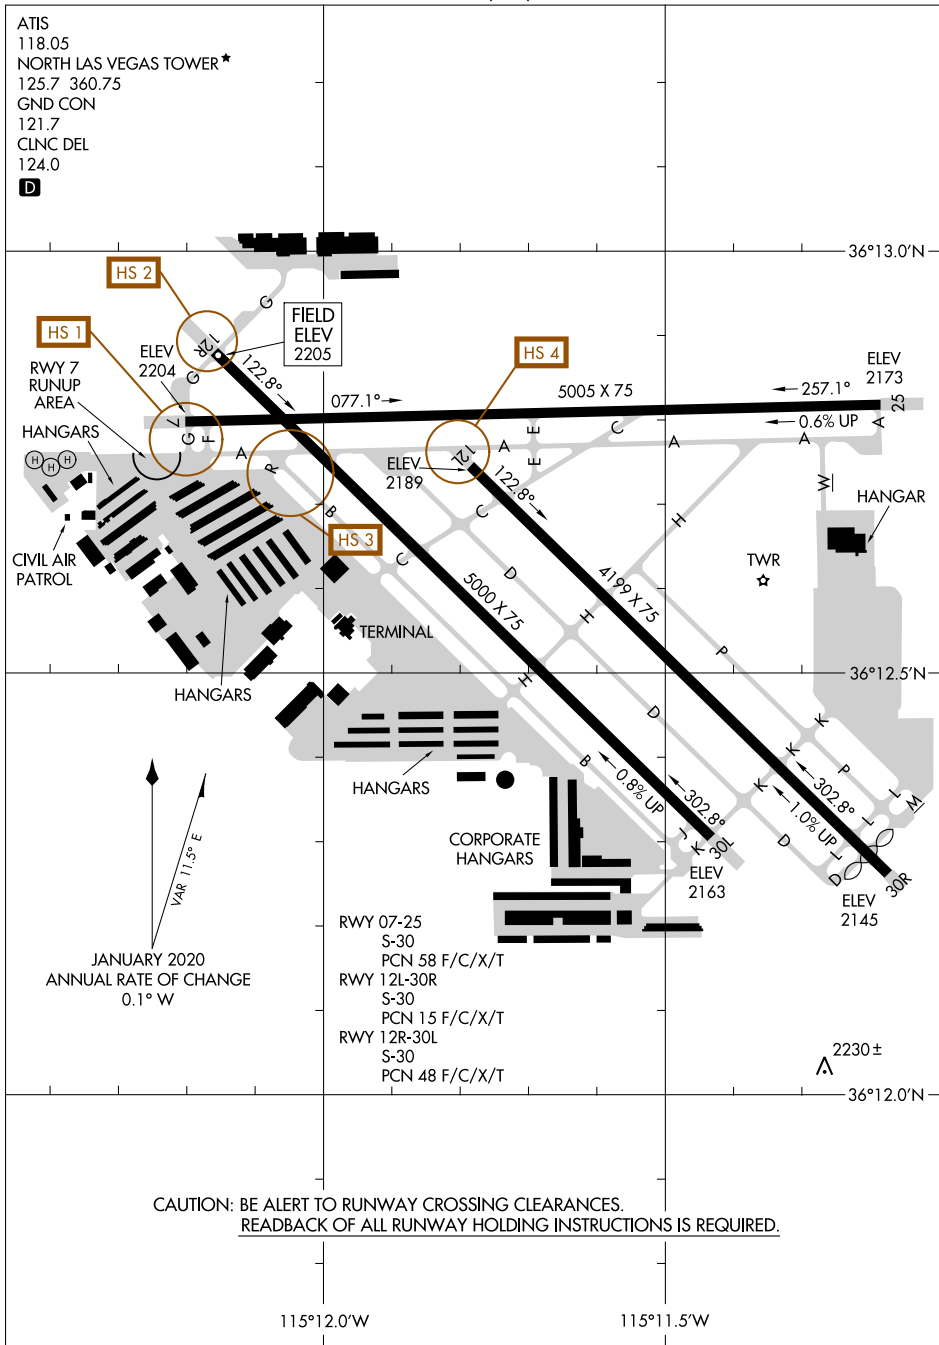 ATIS
118.05
NORTH LAS VEGAS TOWER★
125.7 360.75
GND CON
121.7
CLNC DEL
124.0
D
36°13.0'N
HS 2
G
G
FIELD
ELEV
2205
HS 1
12R
ELEV
2204
HS 4
ELEV
2173
RWY 7
RUNUP
AREA
122.8°
077.1°
5005 X 75
257.1°
25
0.6% UP
HANGARS
7
G
F
L
A
R
E
E
C
A
A
A
A
H H H
12L
ELEV
2189
122.8°
W
HANGAR
B
C
H
HS 3
CIVIL AIR
PATROL
C
D
TWR
5000 X 75
4199 X 75
H
TERMINAL
P
36°12.5'N
HANGARS
H
D
K
K
P
B
HANGARS
0.8% UP
302.8°
K
302.8°
1.0% UP
L
M
L
CORPORATE
HANGARS
30L
K
L
D
L
D
ELEV
2163
30R
ELEV
2145
VAR 11.5° E
JANUARY 2020
ANNUAL RATE OF CHANGE
0.1° W
RWY 07-25
S-30
PCN 58 F/C/X/T
RWY 12L-30R
S-30
PCN 15 F/C/X/T
RWY 12R-30L
S-30
PCN 48 F/C/X/T
2230 ±
36°12.0'N
CAUTION: BE ALERT TO RUNWAY CROSSING CLEARANCES.
READBACK OF ALL RUNWAY HOLDING INSTRUCTIONS IS REQUIRED.
115°12.0'W
115°11.5'W